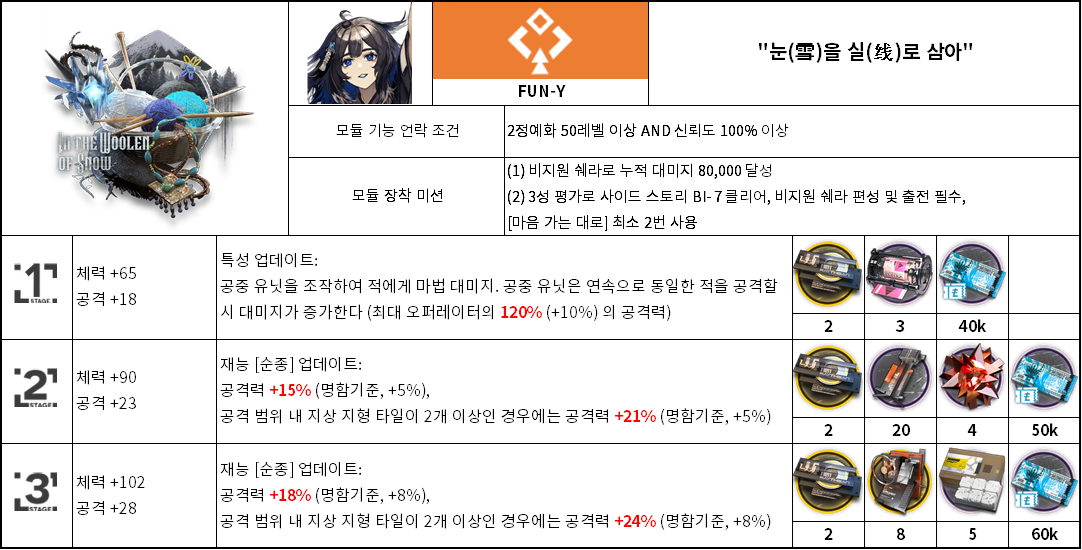 IN THE WOOLEN
OF SNOW
FUN-Y
"눈(雪)을 실(线)로 삼아"
모듈 기능 언락 조건
2정예화 50레벨 이상 AND 신뢰도 100% 이상
모듈 장착 미션
(1) 비지원 쉐라로 누적 대미지 80,000 달성
(2) 3성 평가로 사이드 스토리 BI-7 클리어, 비지원 쉐라 편성 및 출전 필수,
[마음 가는 대로] 최소 2번 사용
1
STAGE
체력 +65
공격 +18
특성 업데이트:
공중 유닛을 조작하여 적에게 마법 대미지. 공중 유닛은 연속으로 동일한 적을 공격할
시 대미지가 증가한다 (최대 오퍼레이터의 120% (+10%) 의 공격력)
2
3
40k
2
STAGE
체력 +90
공격 +23
재능 [순종] 업데이트:
공격력 +15% (명함기준, +5%),
공격 범위 내 지상 지형 타일이 2개 이상인 경우에는 공격력 +21% (명함기준, +5%)
2
20
4
50k
3
STAGE
체력 +102
공격 +28
재능 [순종] 업데이트:
공격력 +18% (명함기준, +8%),
공격 범위 내 지상 지형 타일이 2개 이상인 경우에는 공격력 +24% (명함기준, +8%)
2
8
5
60k